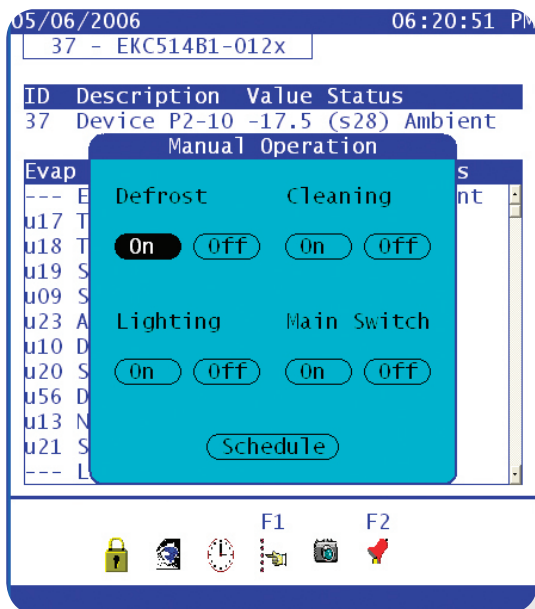 05/06/2006 06:20:51 PM
37 - EKC514B1-012x
ID Description Value Status
37 Device P2-10 -17.5 (s28) Ambient
Manual Operation
Evap s
--- E nt
Defrost Cleaning
u17 T
u18 T
On Off On Off
u19 S
u09 S
u23 A
Lighting Main Switch
u10 D
u20 S
On Off On Off
u56 D
u13 N
u21 S
Schedule
--- L
F1 F2